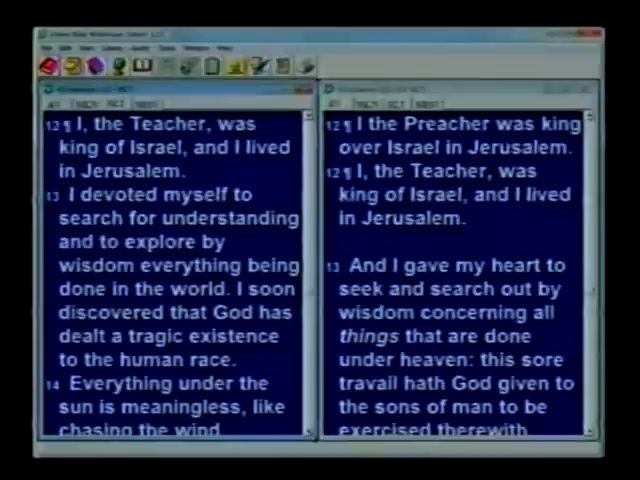 12 ¶ I, the Teacher, was
king of Israel, and I lived
in Jerusalem.
13 I devoted myself to
search for understanding
and to explore by
wisdom everything being
done in the world. I soon
discovered that God has
dealt a tragic existence
to the human race.
14 Everything under the
sun is meaningless, like
chasing the wind
12 ¶ I the Preacher was king
over Israel in Jerusalem.
12 ¶ I, the Teacher, was
king of Israel, and I lived
in Jerusalem.
13 And I gave my heart to
seek and search out by
wisdom concerning all
things that are done
under heaven: this sore
travail hath God given to
the sons of man to be
exercised therewith